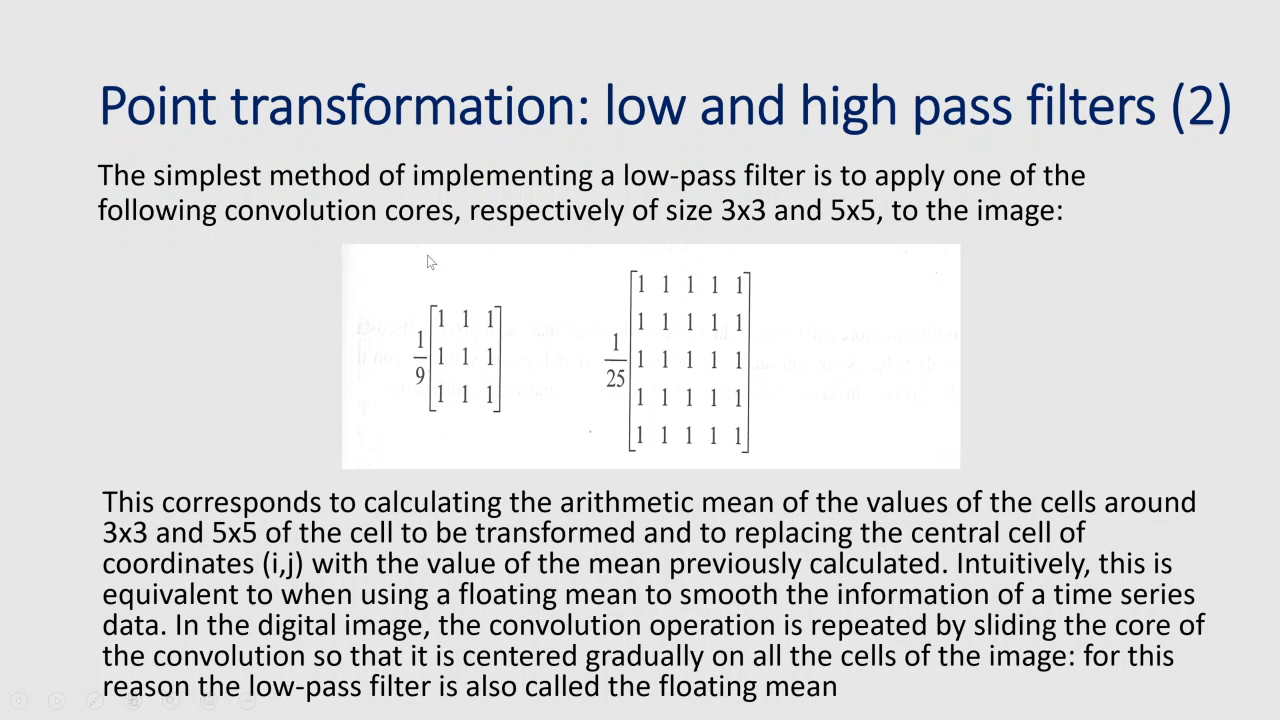 Point transformation: low and high pass filters (2)
The simplest method of implementing a low-pass filter is to apply one of the
following convolution cores, respectively of size 3x3 and 5x5, to the image:
1/9 [1 1 1
1 1 1
1 1 1]
1/25 [1 1 1 1 1
1 1 1 1 1
1 1 1 1 1
1 1 1 1 1
1 1 1 1 1]
This corresponds to calculating the arithmetic mean of the values of the cells around
3x3 and 5x5 of the cell to be transformed and to replacing the central cell of
coordinates (i,j) with the value of the mean previously calculated. Intuitively, this is
equivalent to when using a floating mean to smooth the information of a time series
data. In the digital image, the convolution operation is repeated by sliding the core of
the convolution so that it is centered gradually on all the cells of the image: for this
reason the low-pass filter is also called the floating mean